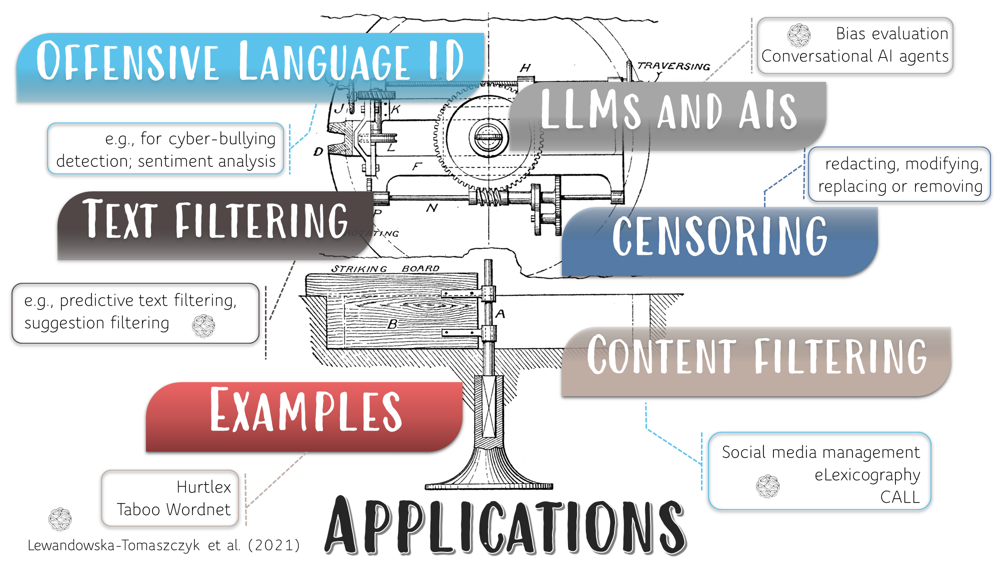 OFFENSIVE LANGUAGE ID
e.g., for cyber-bullying
detection; sentiment analysis
TEXT FILTERING
e.g., predictive text filtering,
suggestion filtering
EXAMPLES
Hurtlex
Taboo Wordnet
Lewandowska-Tomaszczyk et al. (2021)
Bias evaluation
Conversational AI agents
LLMS AND AIS
redacting, modifying,
replacing or removing
CENSORING
CONTENT FILTERING
Social media management
eLexicography
CALL
APPLICATIONS
TRAVERSING
H
J
K
L
D
F
N
P
ROTATING
STRIKING BOARD
A
B